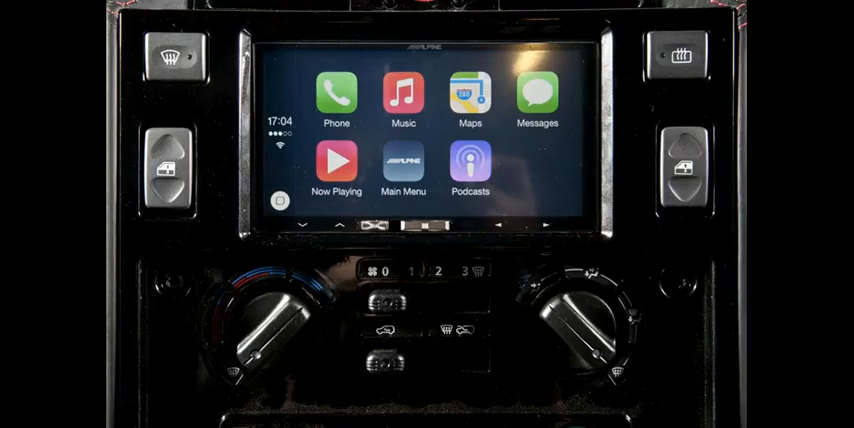 ALPINE
Phone Music Maps Messages
280
17:04
ALPINE
Now Playing Main Menu Podcasts
0 1 2 3